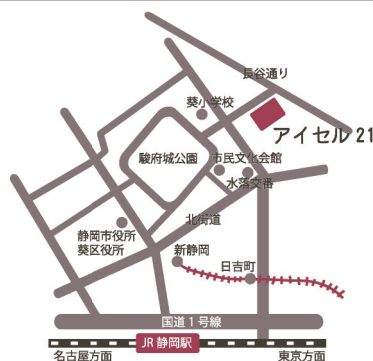 長谷通り
葵小学校
アイセル21
駿府城公園
市民文化会館
水落交番
北街道
静岡市役所
葵区役所
新静岡
日吉町
国道1号線
JR 静岡駅
名古屋方面
東京方面